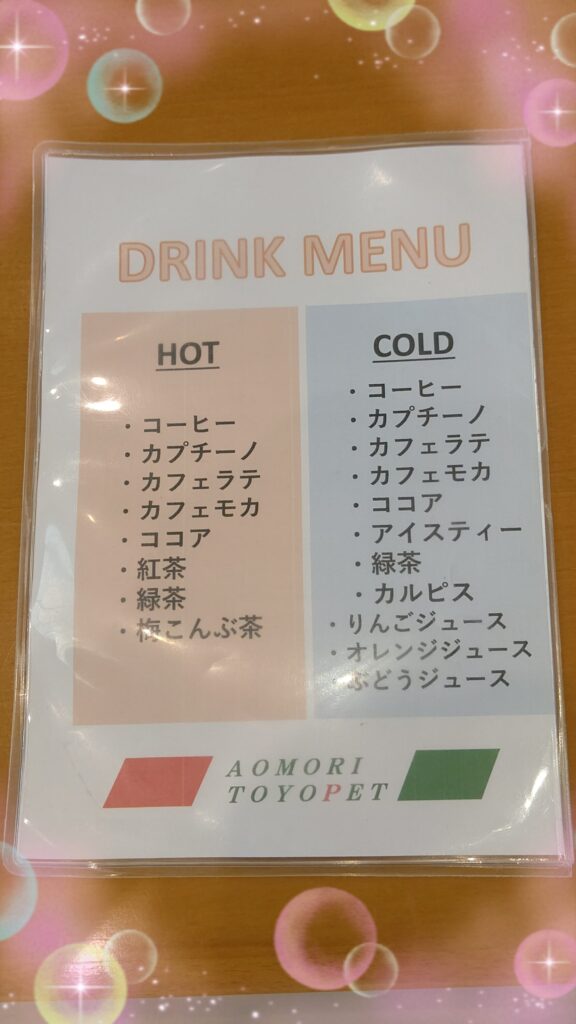 DRINK MENU
HOT
・コーヒー
・カプチーノ
・カフェラテ
・カフェモカ
・ココア
・紅茶
・緑茶
・梅こんぶ茶
COLD
・コーヒー
・カプチーノ
・カフェラテ
・カフェモカ
・ココア
・アイスティー
・緑茶
・カルピス
・りんごジュース
・オレンジジュース
・ぶどうジュース
AOMORI
TOYOPET